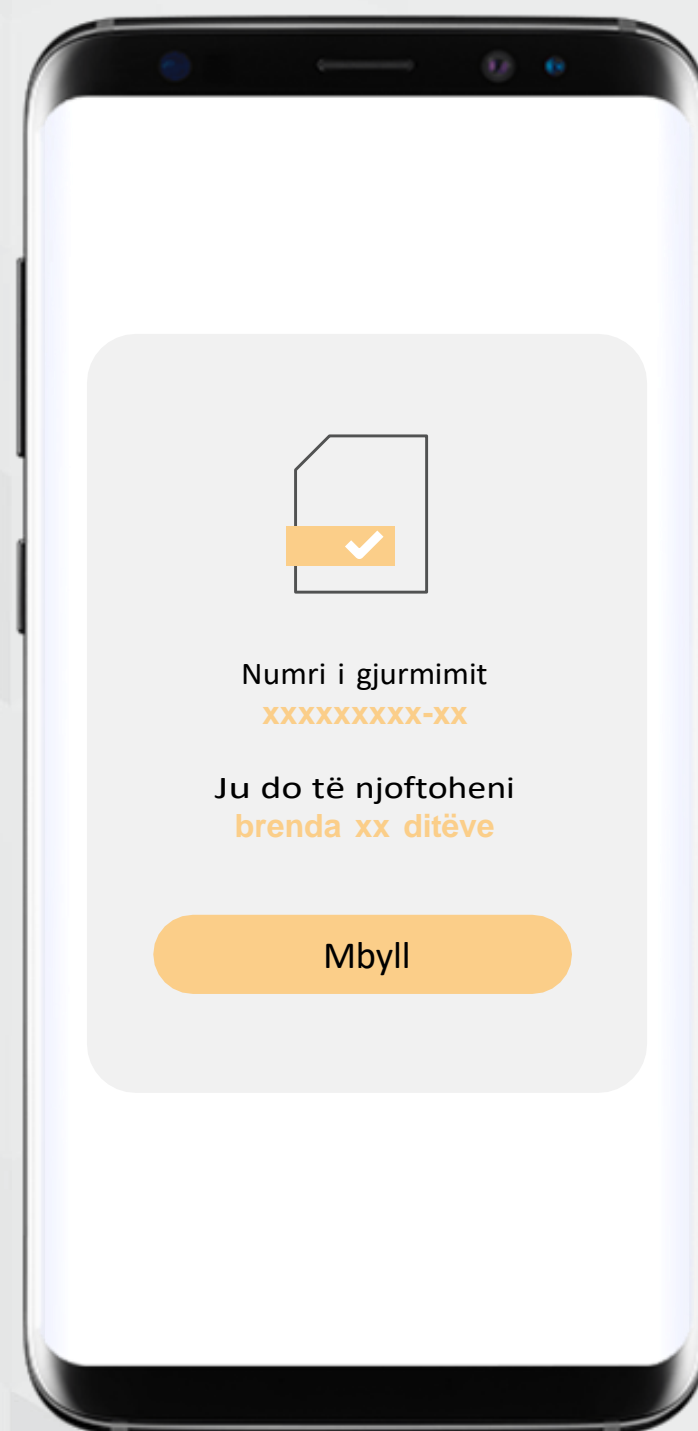 Numri i gjurmimit
xxxxxxxxx-xx
Ju do të njoftoheni
brenda xx ditëve
Mbyll